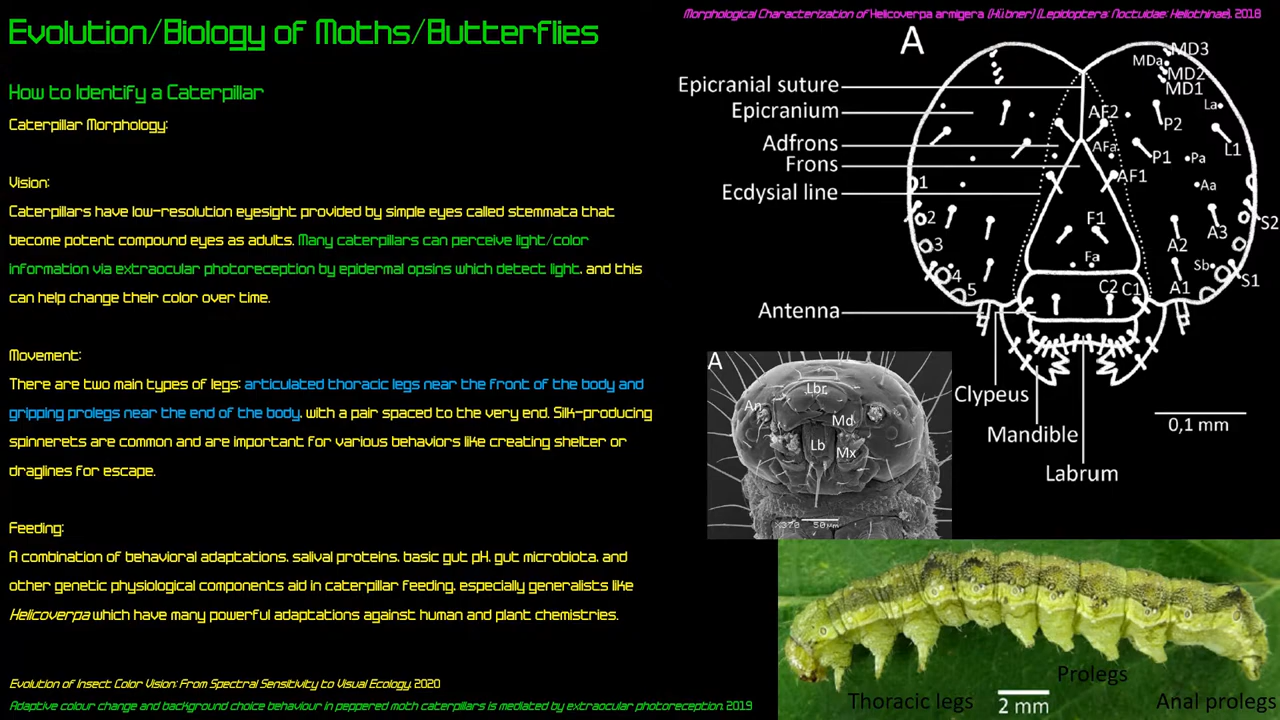 Evolution/Biology of Moths/Butterflies
How to Identify a Caterpillar
Caterpillar Morphology:
Vision:
Caterpillars have low-resolution eyesight provided by simple eyes called stemmata that
become potent compound eyes as adults. Many caterpillars can perceive light/color
information via extraocular photoreception by epidermal opsins which detect light, and this
can help change their color over time.
Movement:
There are two main types of legs: articulated thoracic legs near the front of the body and
gripping prolegs near the end of the body, with a pair spaced to the very end. Silk-producing
spinnerets are common and are important for various behaviors like creating shelter or
draglines for escape.
Feeding:
A combination of behavioral adaptations, salival proteins, basic gut pH, gut microbiota, and
other genetic physiological components aid in caterpillar feeding, especially generalists like
Helicoverpa which have many powerful adaptations against human and plant chemistries.
Evolution of Insect Color Vision: From Spectral Sensitivity to Visual Ecology, 2020
Adaptive colour change and background choice behaviour in peppered moth caterpillars is mediated by extraocular photoreception, 2019
Morphological Characterization of Helicoverpa armigera (Hübner) (Lepidoptera: Noctuidae: Heliothinae), 2018
A
Epicranial suture
Epicranium
Adfrons
Frons
Ecdysial line
Antenna
Clypeus
Mandible
Labrum
MD3
MDa
MD2
MD1
La
AF2
P2
L1
AFa
P1
Pa
AF1
Aa
1
2
3
4
5
F1
A3
S2
A2
Fa
Sb
S1
C2
C1
A1
0,1 mm
A
Lbr
An
Md
Lb
Mx
X370 50µm
Thoracic legs
2 mm
Prolegs
Anal prolegs